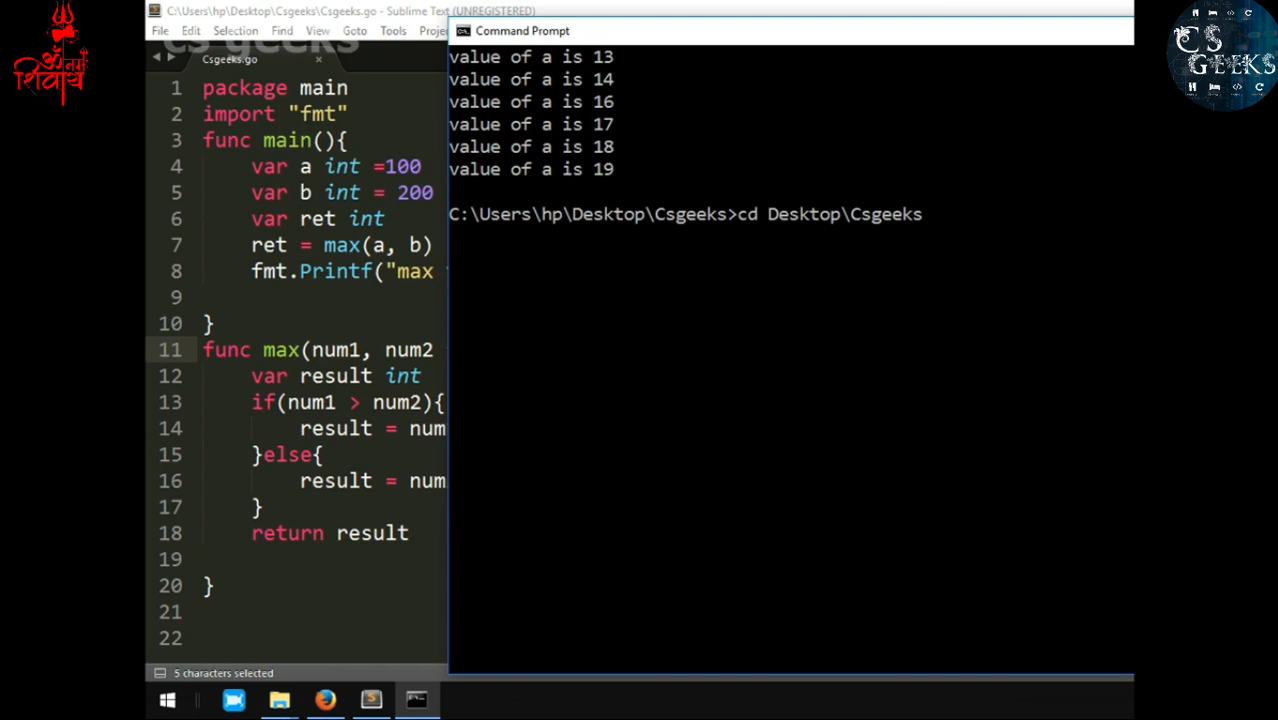 ॐ नमः
शिवाय
C:\Users\hp\Desktop\Csgeeks\Csgeeks.go - Sublime Text (UNREGISTERED)
File Edit Selection Find View Goto Tools Proje
cs geeks
Csgeeks.go ×
1 package main
2 import "fmt"
3 func main(){
4 var a int =100
5 var b int = 200
6 var ret int
7 ret = max(a, b)
8 fmt.Printf("max
9
10 }
11 func max(num1, num2
12 var result int
13 if(num1 > num2){
14 result = num
15 }else{
16 result = num
17 }
18 return result
19
20 }
21
22
5 characters selected
Command Prompt
value of a is 13
value of a is 14
value of a is 16
value of a is 17
value of a is 18
value of a is 19
C:\Users\hp\Desktop\Csgeeks>cd Desktop\Csgeeks
CS
GEEKS